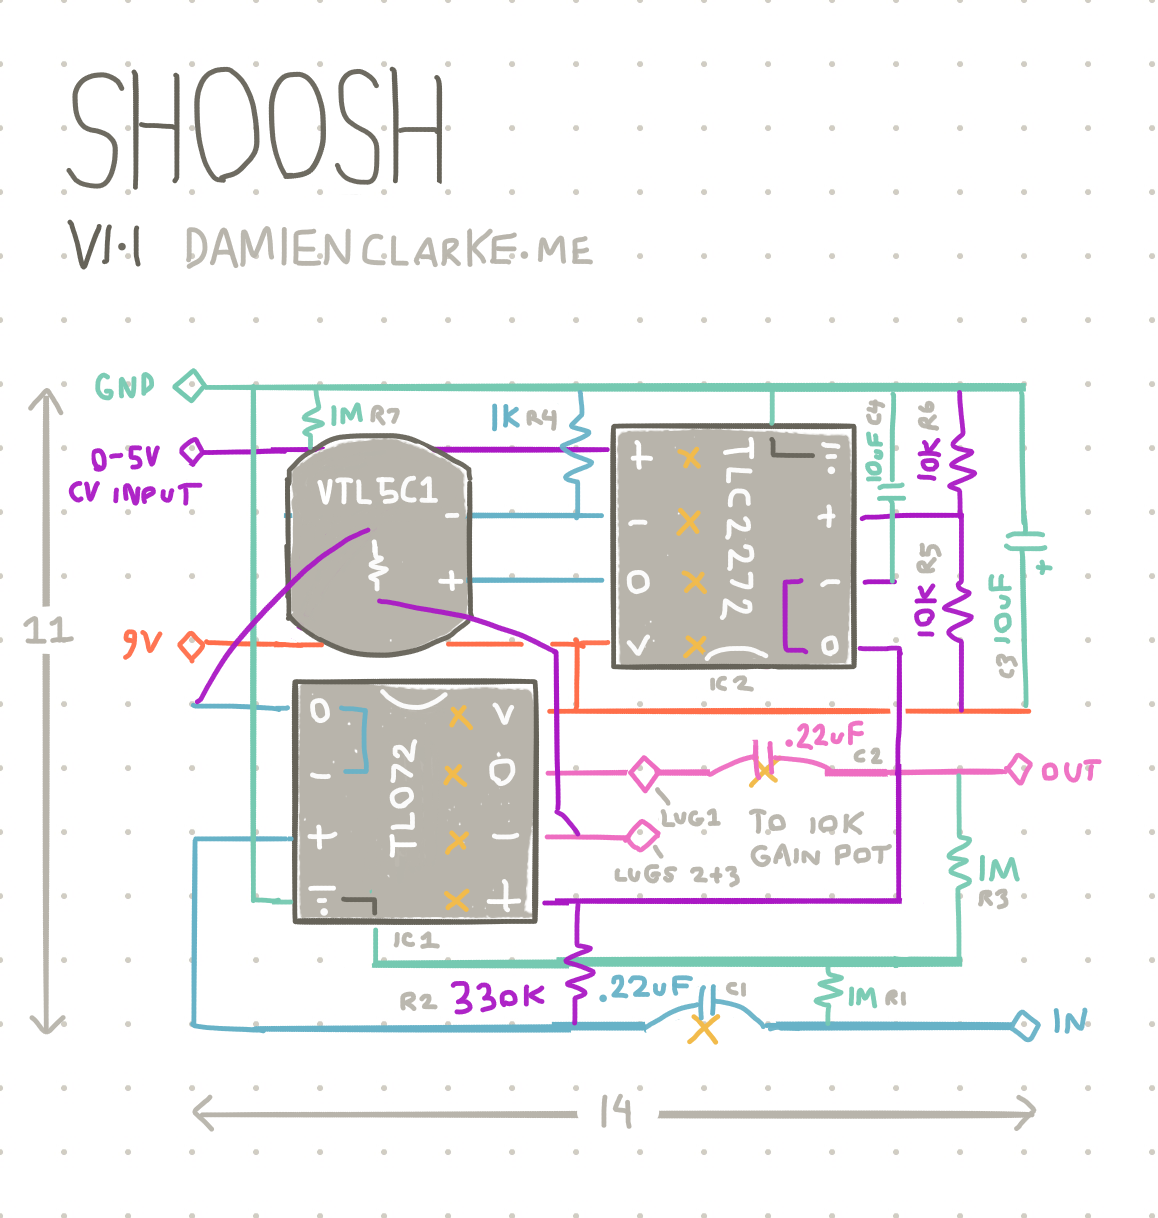 SHOOSH
V1.1 DAMIENCLARKE.ME
GND
1M R7
1K R4
10uF C4
10K R6
0-5V
CV INPUT
VTL5C1
-
+
+
-
O
V
TLC2272
+
-
O
IC2
10K R5
C3 10uF
+
11
9V
O
-
+
TL072
V
O
-
+
IC1
.22uF
C2
OUT
LUG1
LUGS 2+3
TO 10K
GAIN POT
1M
R3
R2 330K
.22uF C1
1M R1
IN
14